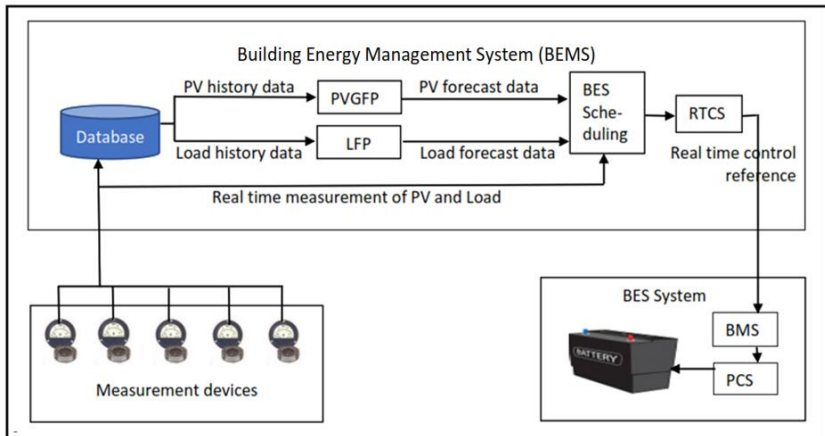 Building Energy Management System (BEMS)
PV history data
PVGFP
PV forecast data
BES
Sche-
duling
RTCS
Database
Load history data
LFP
Load forecast data
Real time control
reference
Real time measurement of PV and Load
BES System
BMS
BATTERY
PCS
Measurement devices